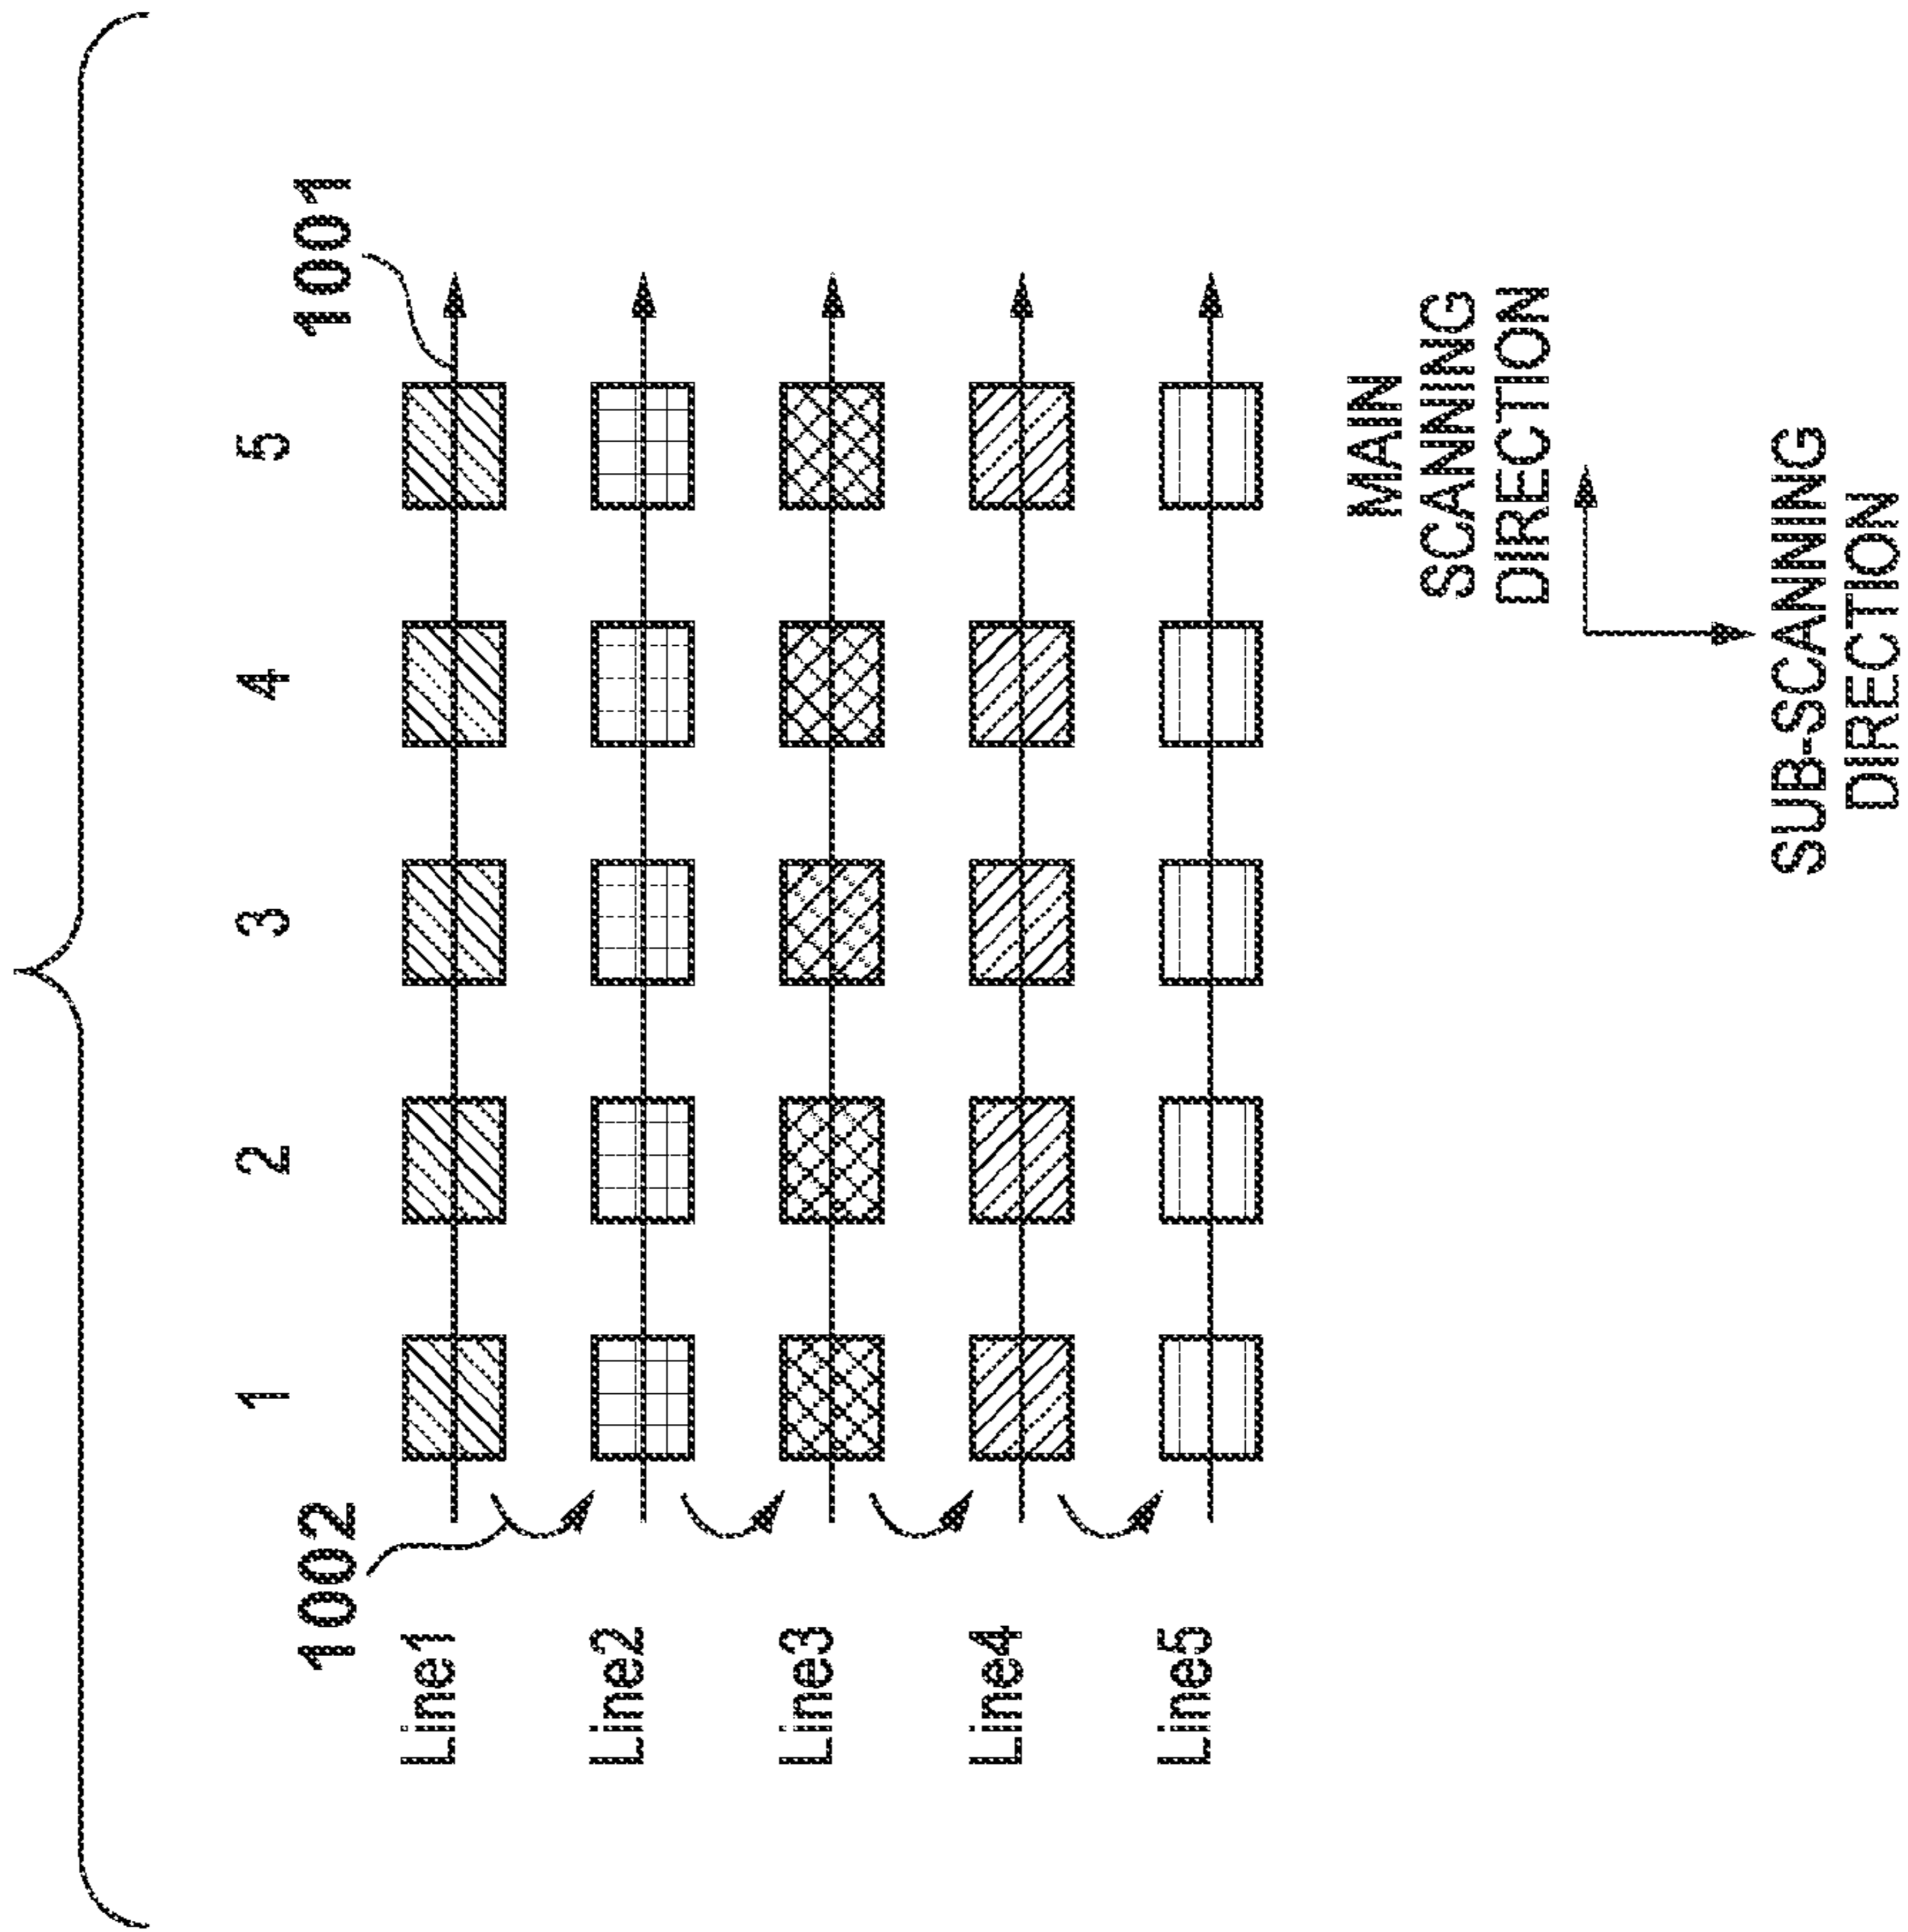 1 2 3 4 5
1002
1001
Line1
Line2
Line3
Line4
Line5
MAIN
SCANNING
DIRECTION
SUB-SCANNING
DIRECTION